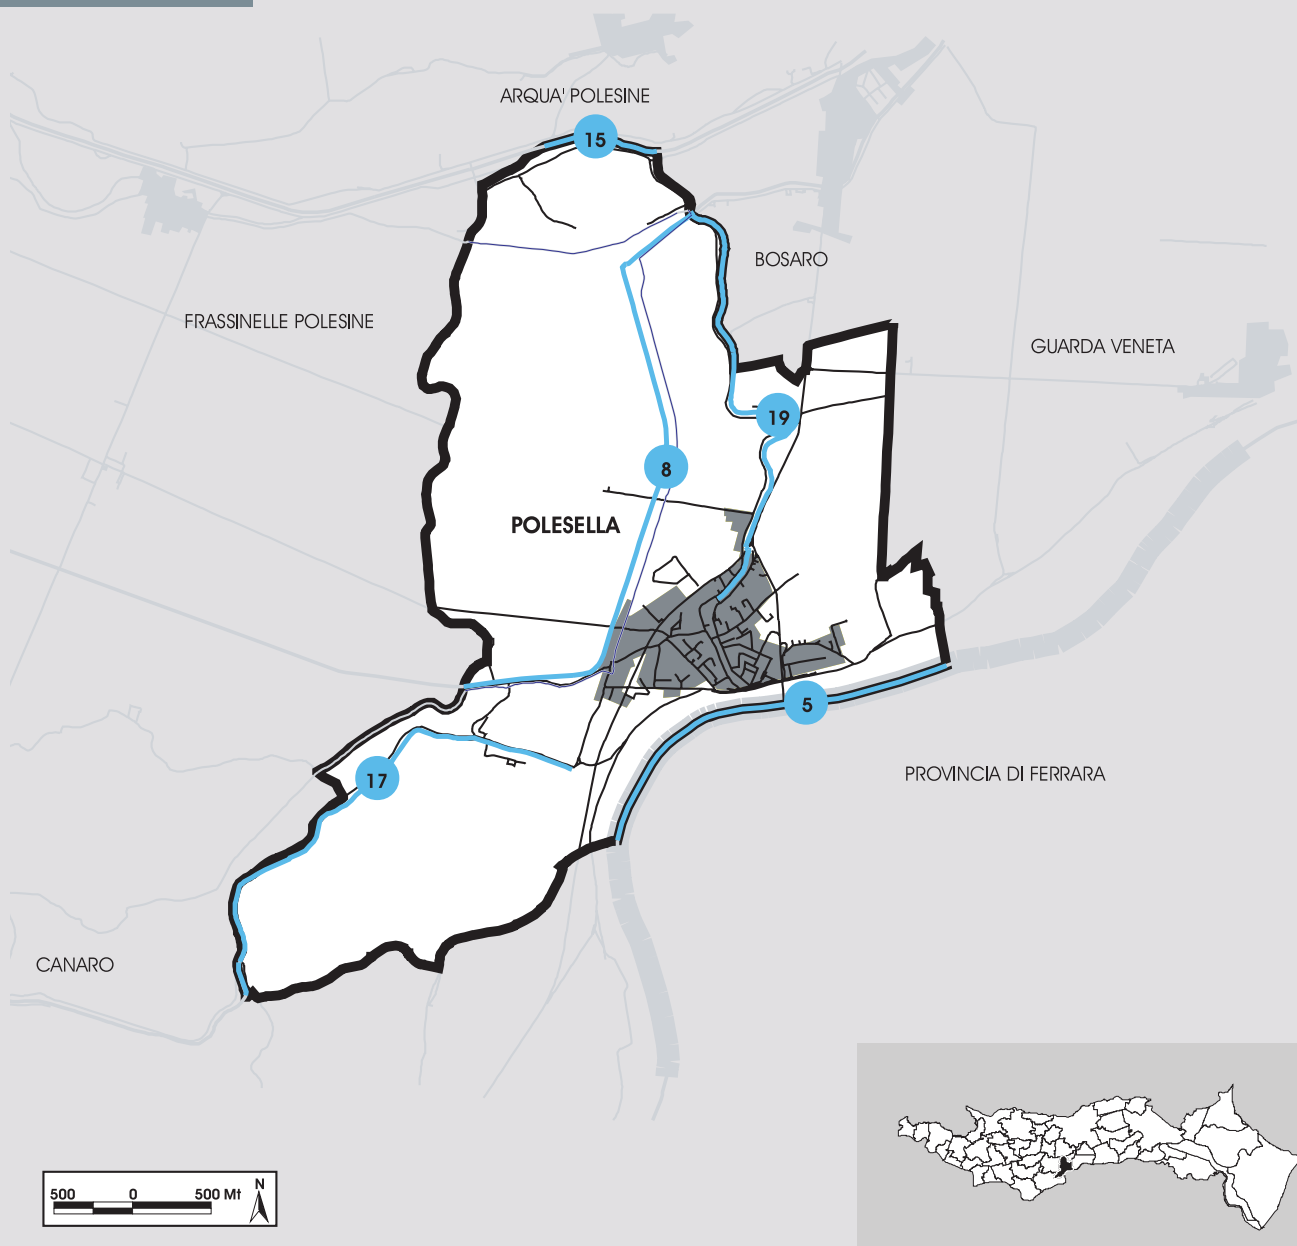 ARQUA' POLESINE
15
BOSARO
FRASSINELLE POLESINE
GUARDA VENETA
19
8
POLESELLA
5
17
PROVINCIA DI FERRARA
CANARO
500 0 500 Mt N